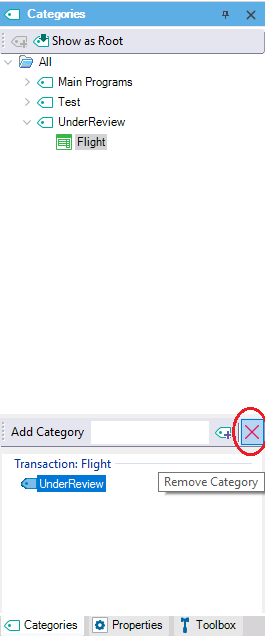 Categories
Show as Root
All
Main Programs
Test
UnderReview
Flight
Add Category
Transaction: Flight
UnderReview
Remove Category
Categories Properties Toolbox